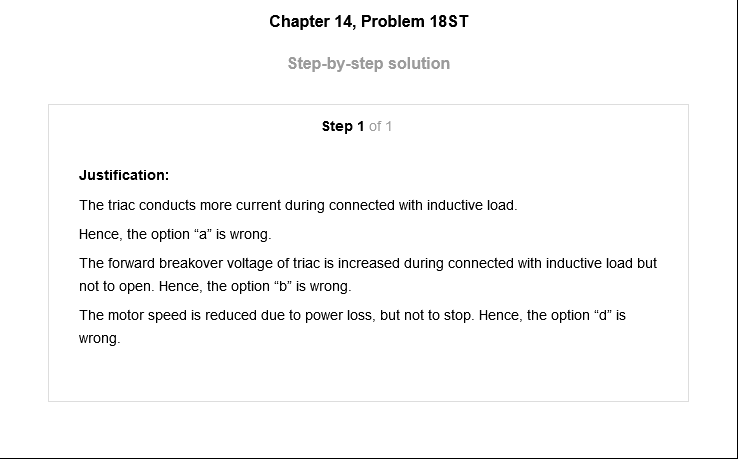 Chapter 14, Problem 18ST
Step-by-step solution
Step 1 of 1
Justification:
The triac conducts more current during connected with inductive load.
Hence, the option “a” is wrong.
The forward breakover voltage of triac is increased during connected with inductive load but
not to open. Hence, the option “b” is wrong.
The motor speed is reduced due to power loss, but not to stop. Hence, the option “d” is
wrong.